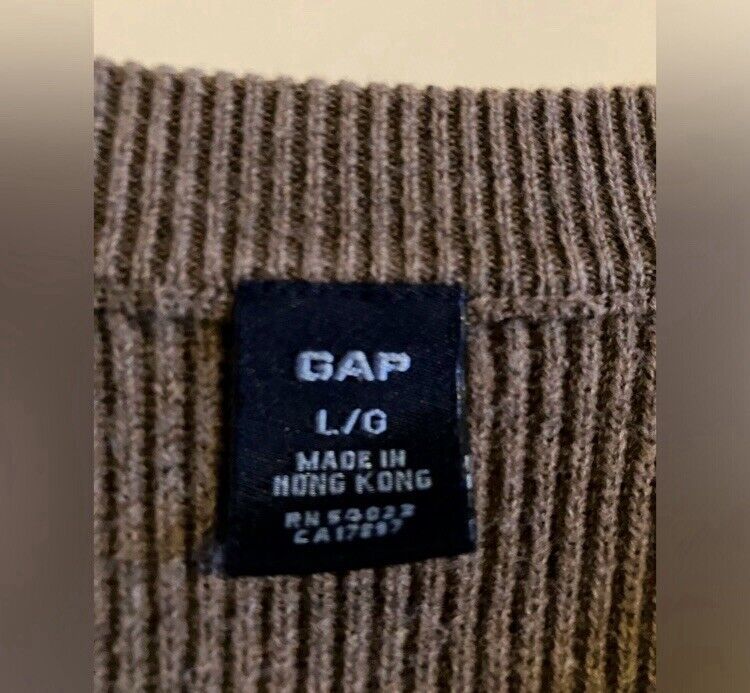 GAP
L/G
MADE IN
HONG KONG
RN 54023
CA17897